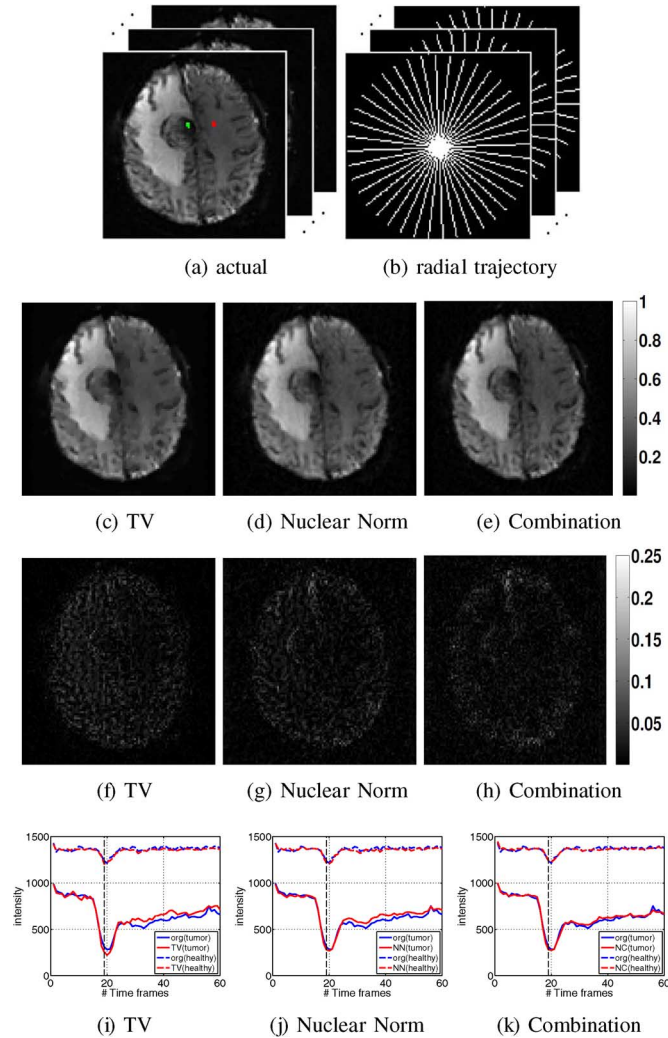 (a) actual
(b) radial trajectory
1
0.8
0.6
0.4
0.2
(c) TV
(d) Nuclear Norm
(e) Combination
0.25
0.20
0.15
0.10
0.05
(f) TV
(g) Nuclear Norm
(h) Combination
1500
1000
500
0
intensity
org(tumor)
TV(tumor)
org(healthy)
TV(healthy)
0 20 40 60
# Time frames
1500
1000
500
0
intensity
org(tumor)
NN(tumor)
org(healthy)
NN(healthy)
0 20 40 60
# Time frames
1500
1000
500
0
intensity
org(tumor)
NC(tumor)
org(healthy)
NC(healthy)
0 20 40 60
# Time frames
(i) TV
(j) Nuclear Norm
(k) Combination